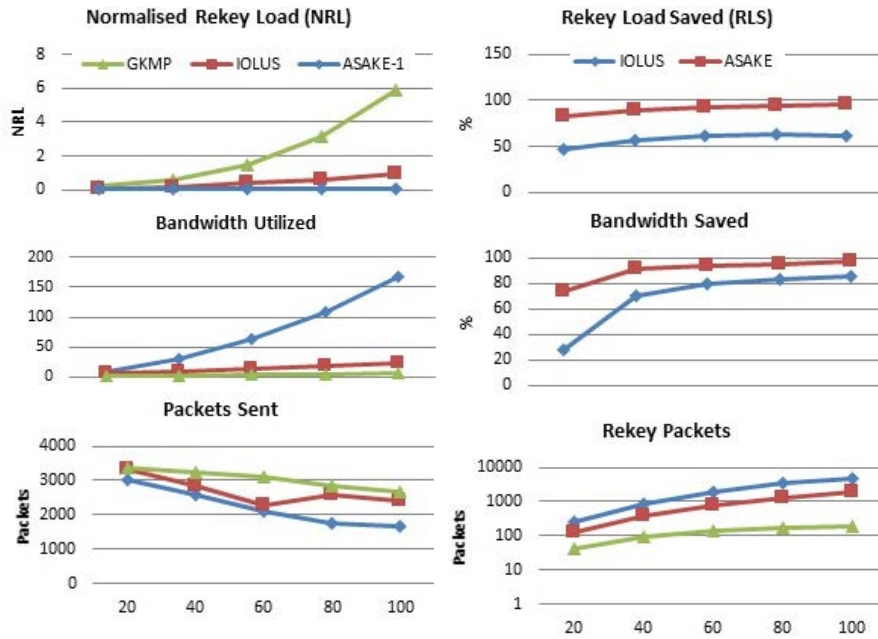 Normalised Rekey Load (NRL)
8
6
4
2
0
NRL
GKMP
IOLUS
ASAKE-1
Rekey Load Saved (RLS)
150
100
50
0
%
IOLUS
ASAKE
Bandwidth Utilized
200
150
100
50
0
Bandwidth Saved
100
80
60
40
20
0
%
Packets Sent
4000
3000
2000
1000
0
Packets
20 40 60 80 100
Rekey Packets
10000
1000
100
10
1
Packets
20 40 60 80 100